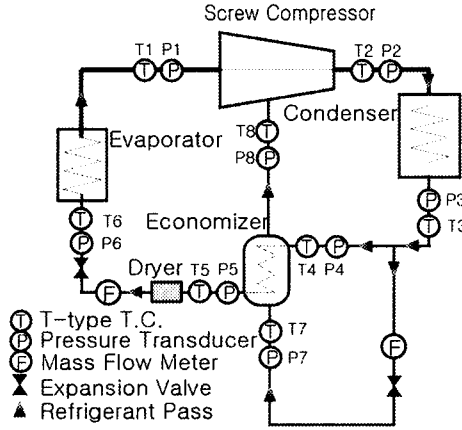 Screw Compressor
T1 P1
T
P
T2 P2
T
P
Condenser
Evaporator
T8
T
P8
P
P3
P
T3
T
T6
T
P6
P
Economizer
T
P
T4 P4
Dryer
T5 P5
T
P
F
T7
T
P7
P
F
T T-type T.C.
P Pressure Transducer
F Mass Flow Meter
Expansion Valve
Refrigerant Pass